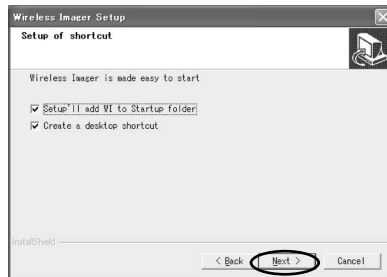 Wireless Imager Setup
Setup of shortcut
Wireless Imager is made easy to start
Setup'll add WI to Startup folder
Create a desktop shortcut
InstallShield
< Back Next > Cancel